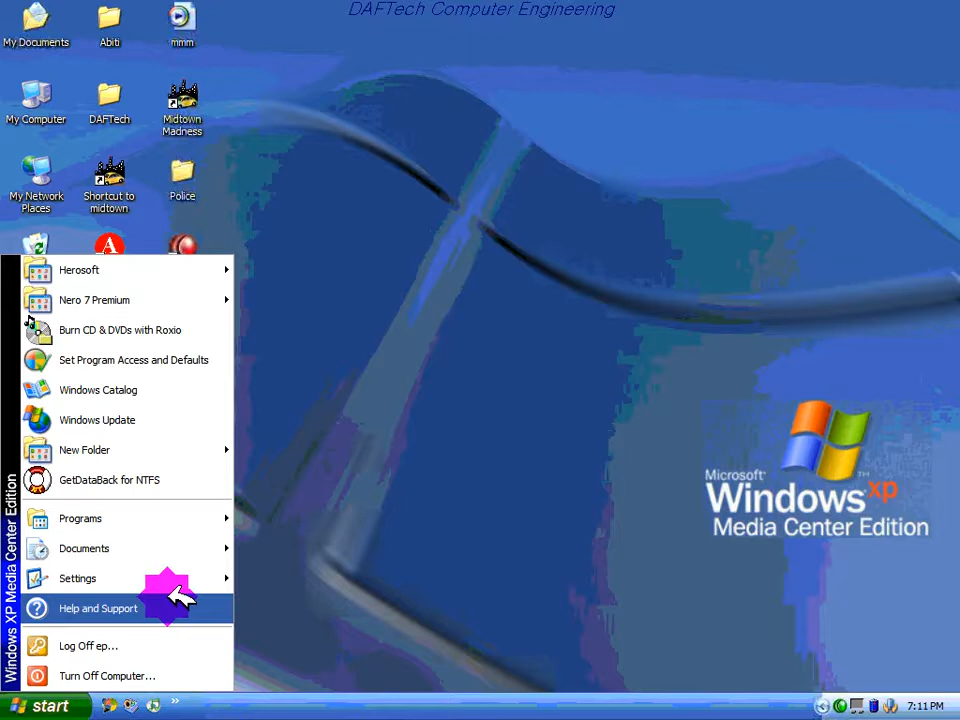 DAFTech Computer Engineering
My Documents
Abiti
mmm
My Computer
DAFTech
Midtown
Madness
My Network
Places
Shortcut to
midtown
Police
A
Herosoft
Nero 7 Premium
Burn CD & DVDs with Roxio
Set Program Access and Defaults
Windows Catalog
Windows Update
New Folder
GetDataBack for NTFS
Programs
Documents
Settings
Help and Support
Log Off ep...
Turn Off Computer...
Windows XP Media Center Edition
Microsoft
Windows xp
TM
Media Center Edition
start
7:11 PM